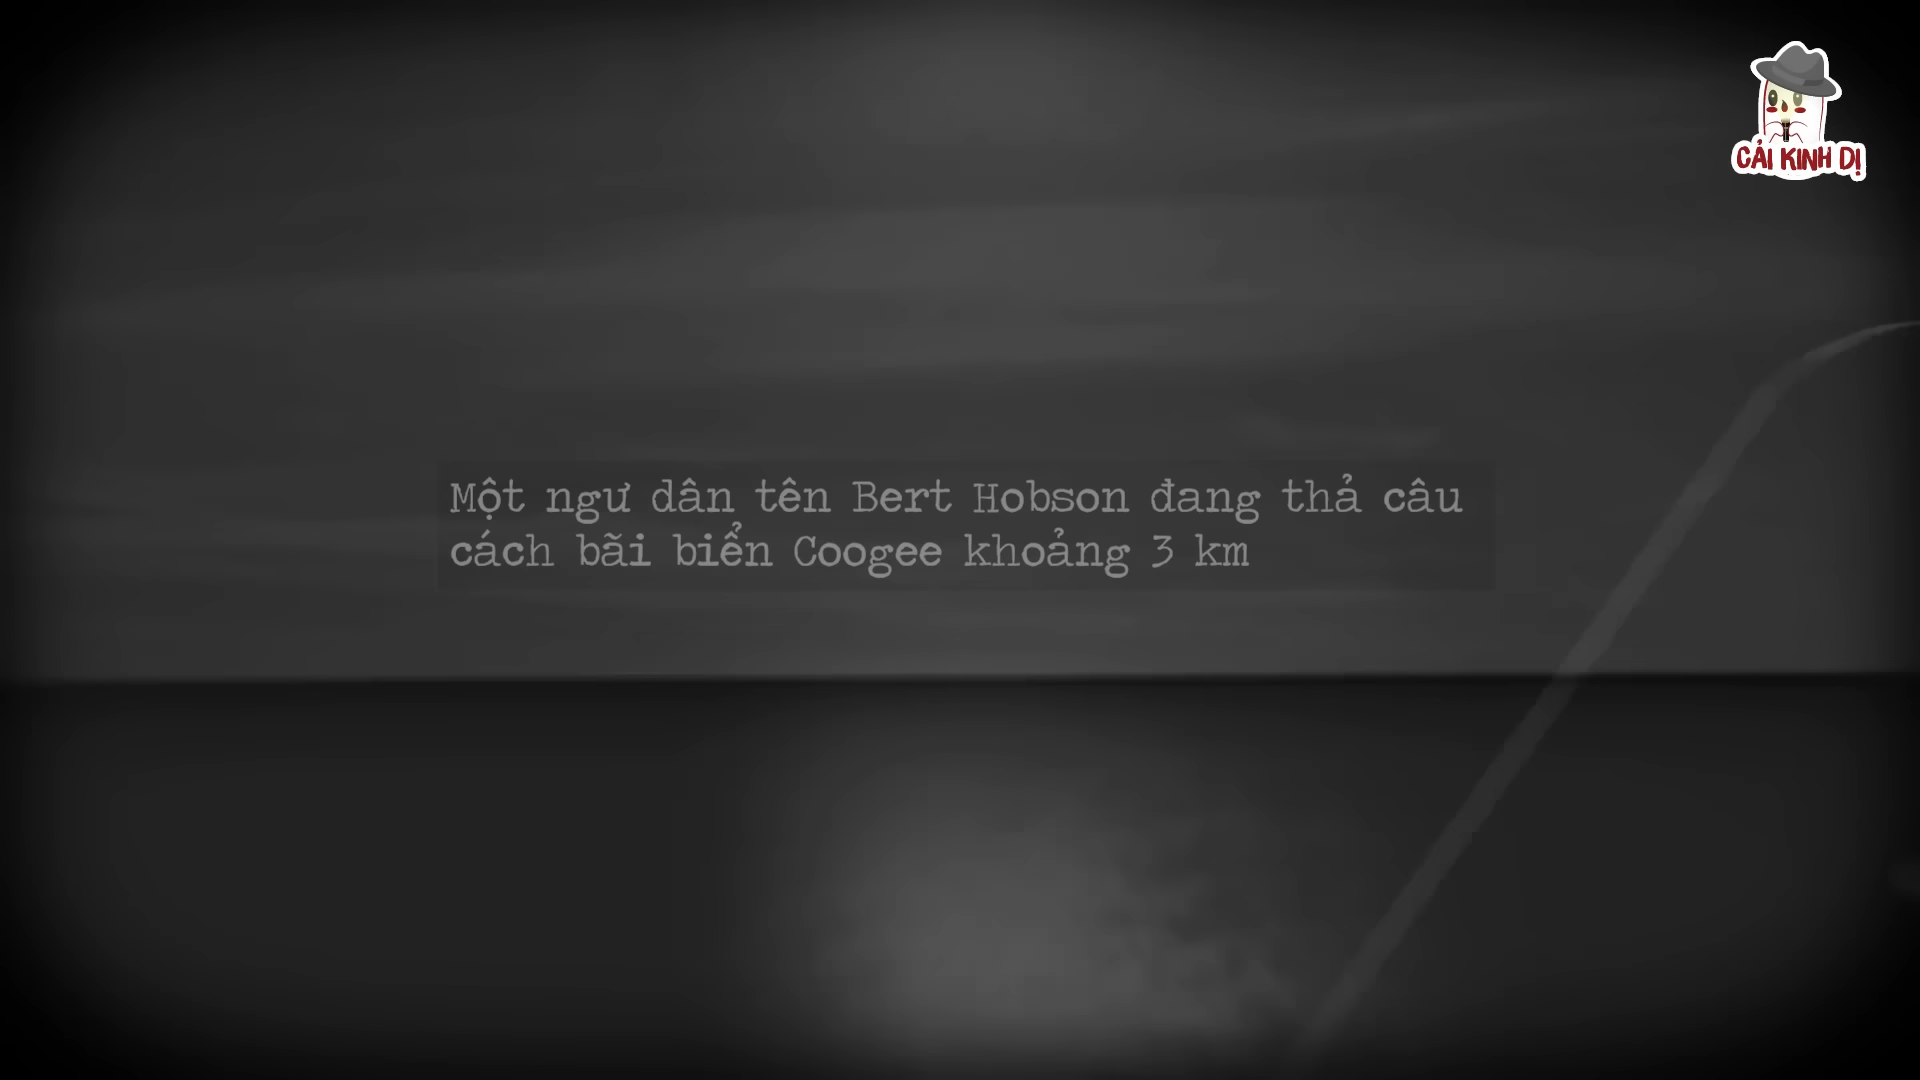 CẢI KINH DỊ
Một ngư dân tên Bert Hobson đang thả câu
cách bãi biển Coogee khoảng 3 km